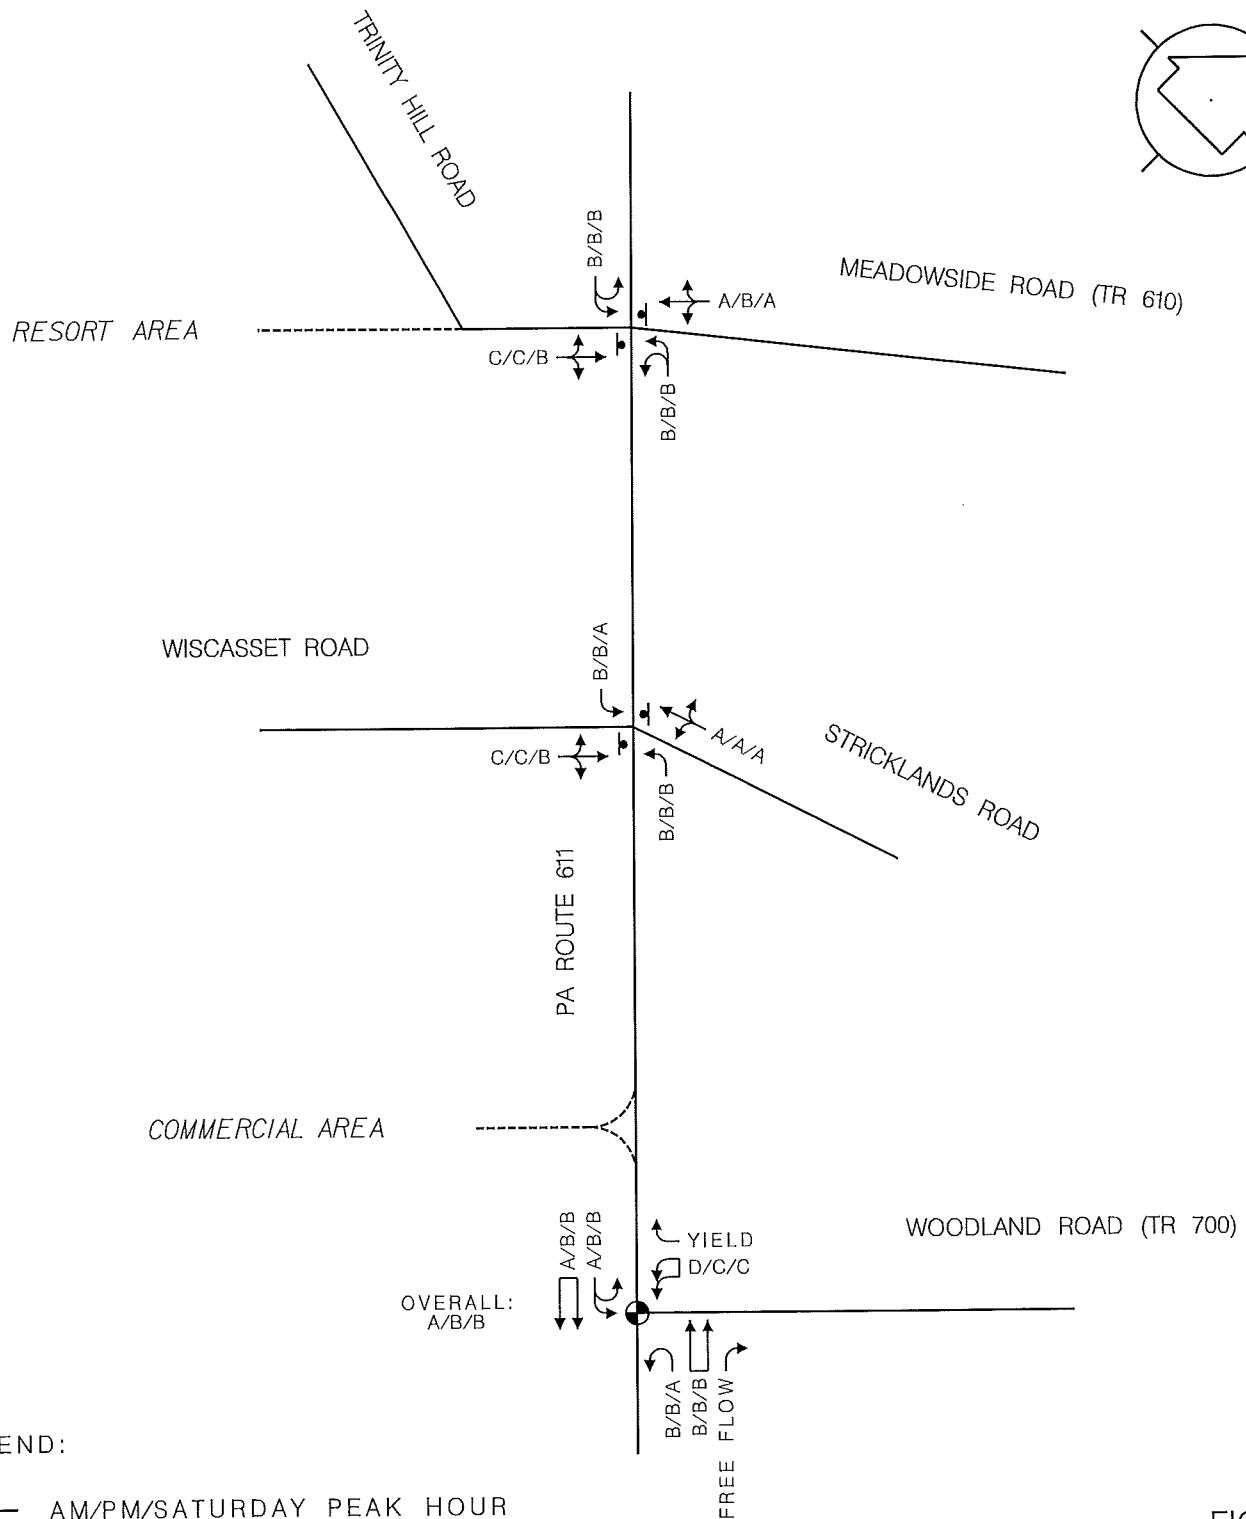 TRINITY HILL ROAD
B/B/B
A/B/A
MEADOWSIDE ROAD (TR 610)
RESORT AREA
C/C/B
B/B/B
WISCASSET ROAD
B/B/A
A/A/A
STRICKLANDS ROAD
C/C/B
B/B/B
PA ROUTE 611
COMMERCIAL AREA
WOODLAND ROAD (TR 700)
A/B/B
A/B/B
YIELD
D/C/C
OVERALL:
A/B/B
B/B/A
B/B/B
FREE FLOW
END:
— AM/PM/SATURDAY PEAK HOUR